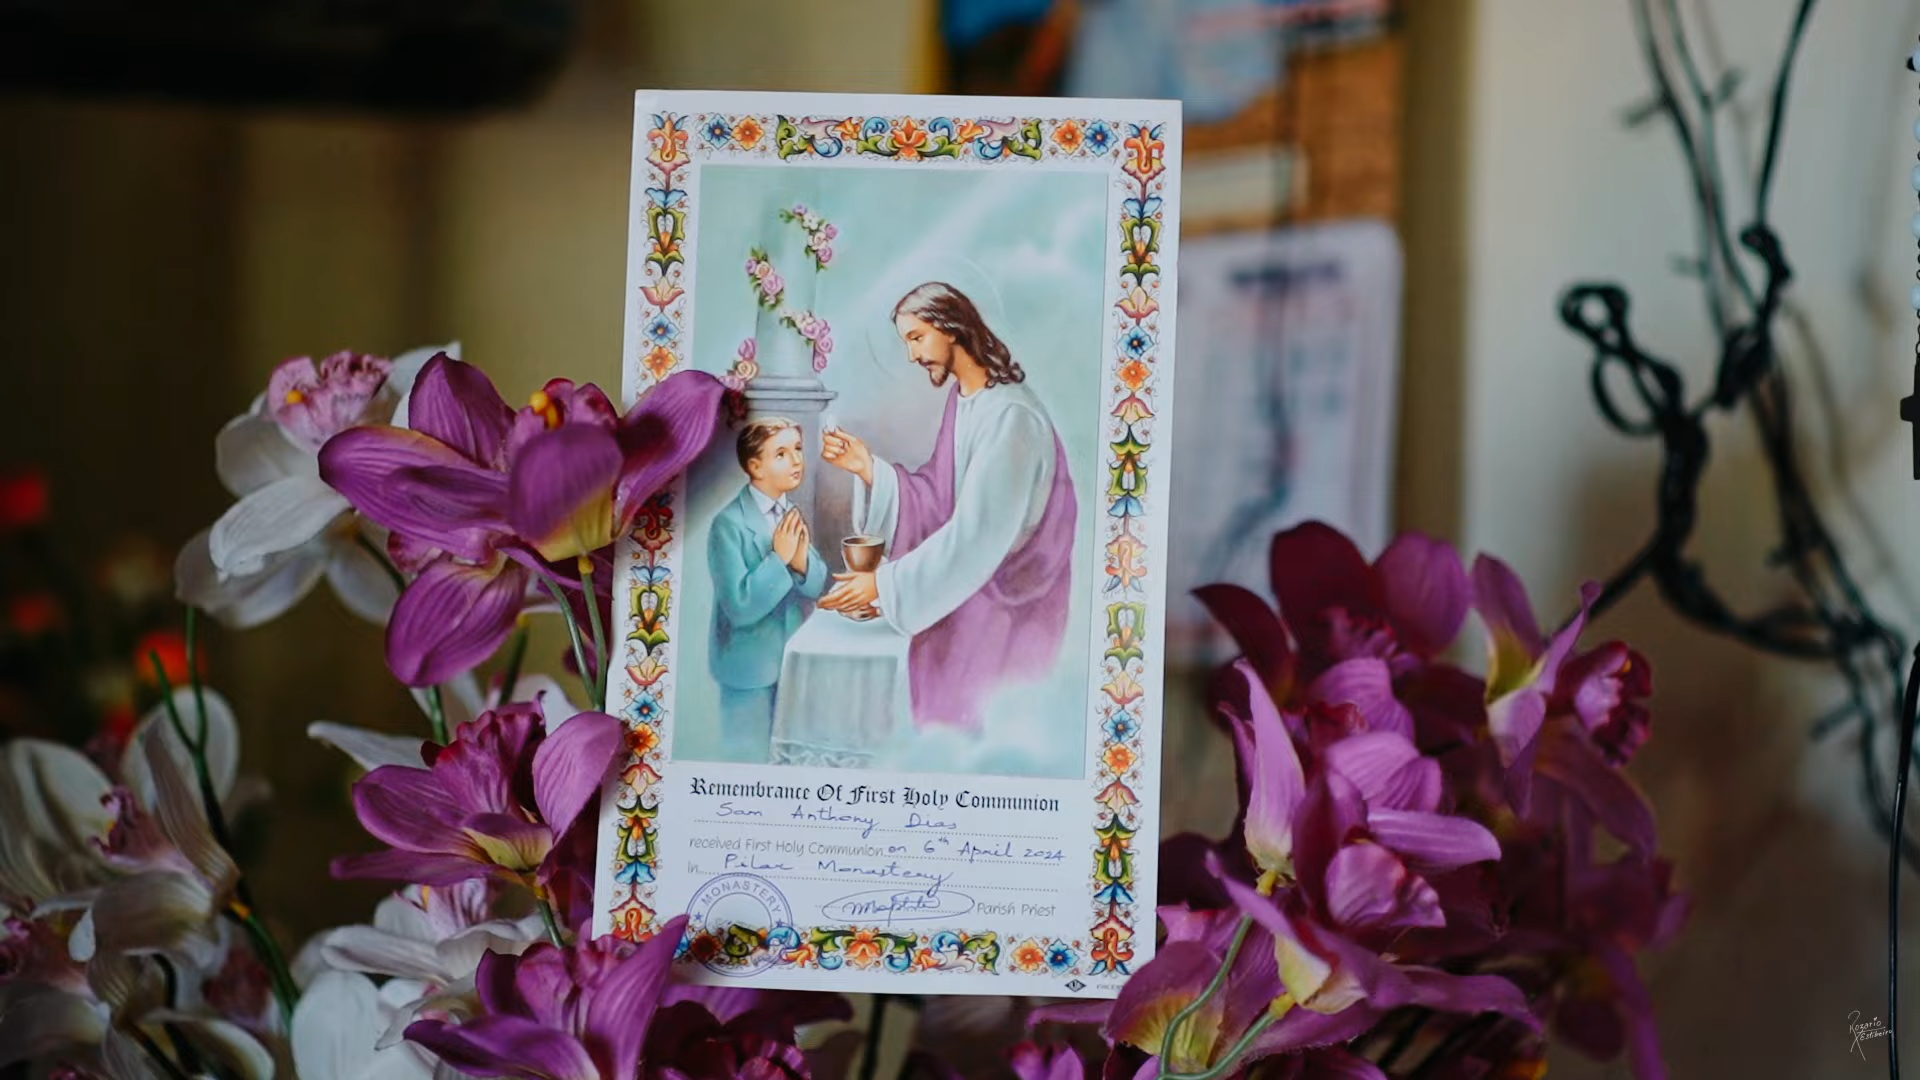 Remembrance Of First Holy Communion
Sam Anthony Dias
received First Holy Communion on 6th April 2024
In Pilar Monastery
MONASTERY
Parish Priest
Rozario